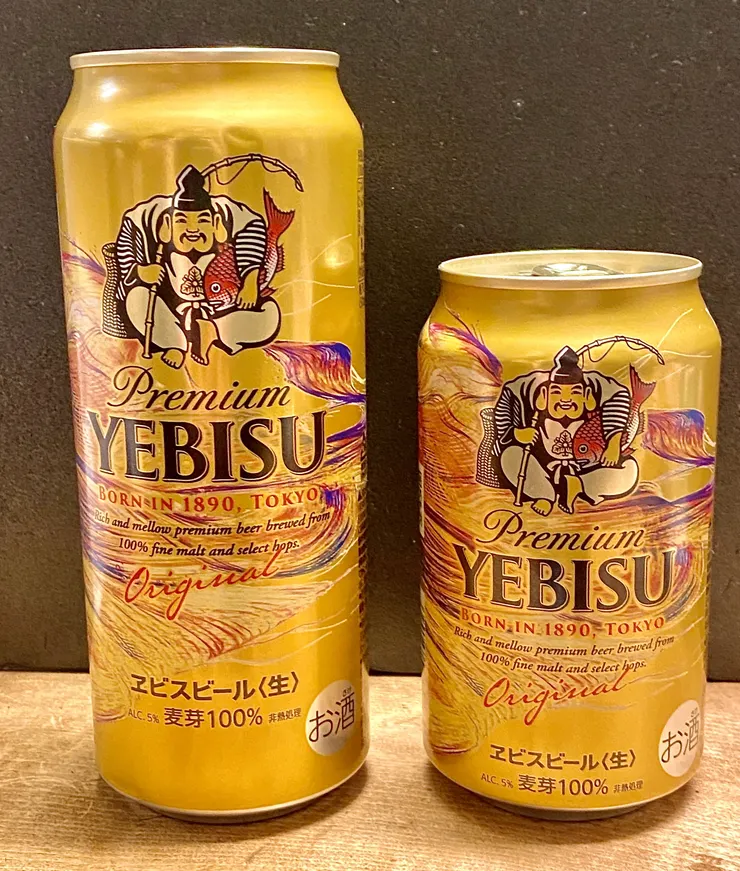 Premium
YEBISU
BORN IN 1890, TOKYO
Rich and mellow premium beer brewed from
100% fine malt and select hops.
Original
ヱビスビール〈生〉
ALC. 5% 麦芽100% 非熱処理
お酒
Premium
YEBISU
BORN IN 1890, TOKYO
Rich and mellow premium beer brewed from
100% fine malt and select hops.
Original
ヱビスビール〈生〉
ALC. 5% 麦芽100% 非熱処理
お酒